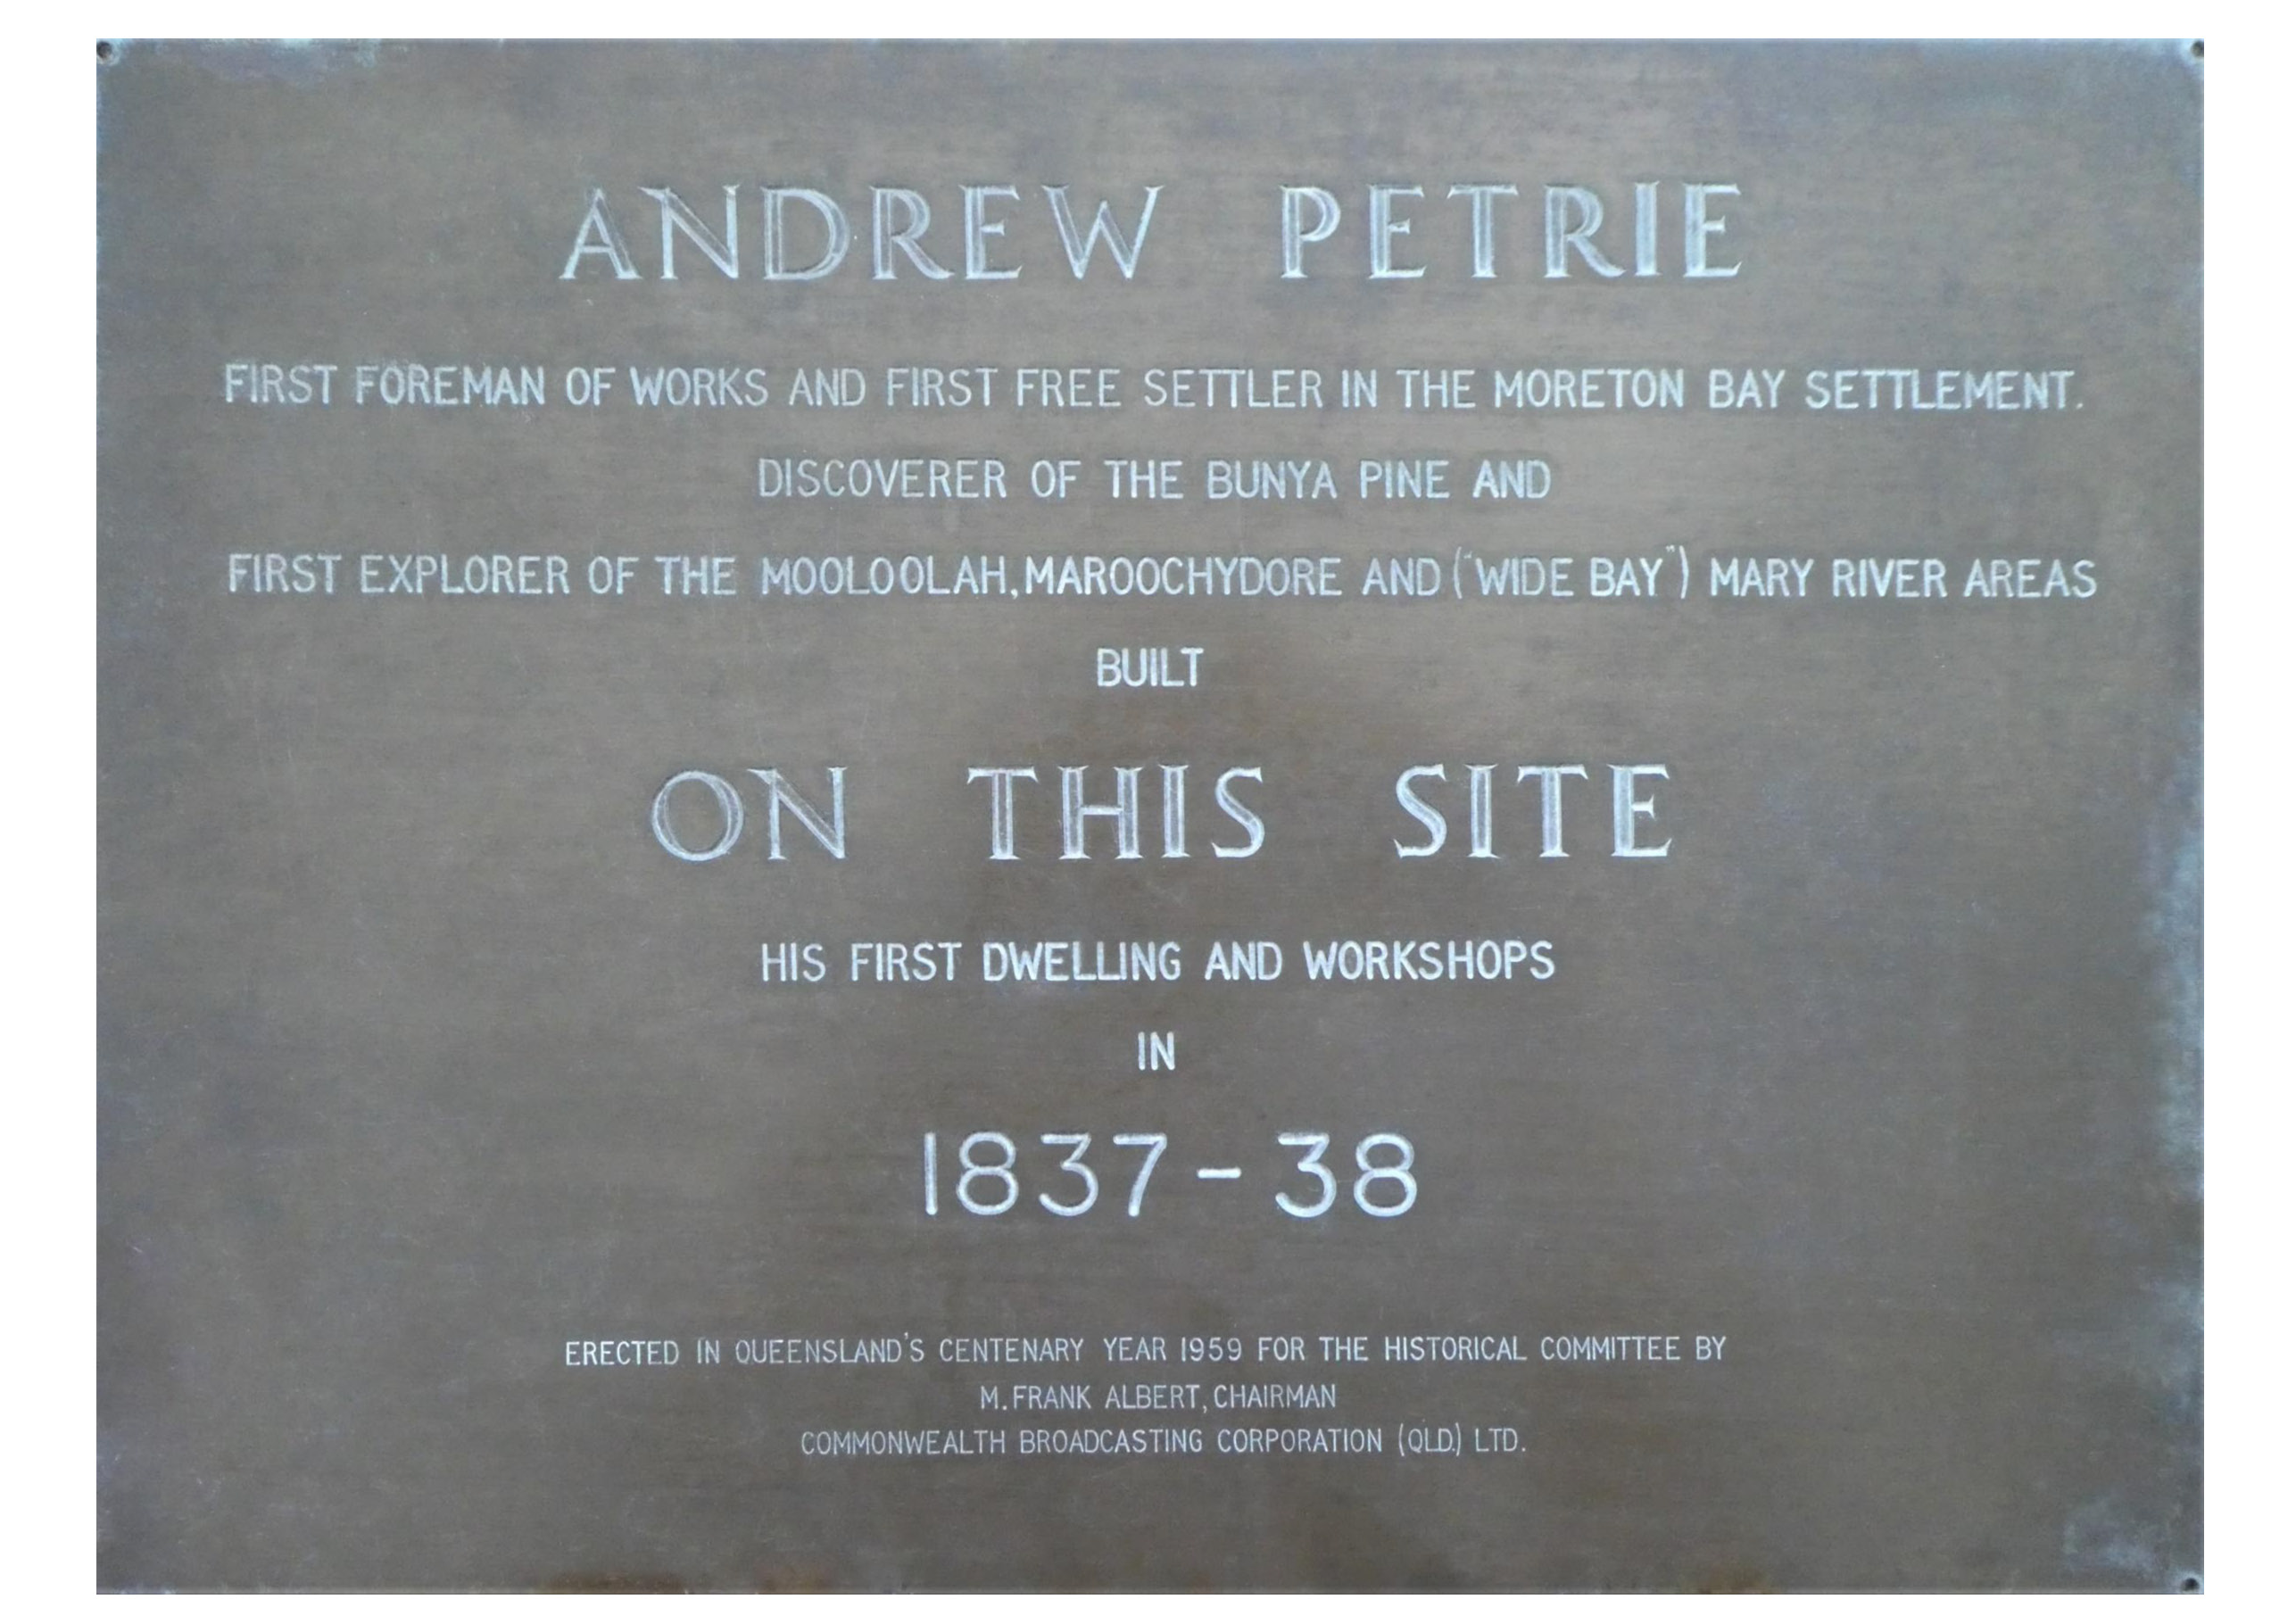 ANDREW PETRIE
FIRST FOREMAN OF WORKS AND FIRST FREE SETTLER IN THE MORETON BAY SETTLEMENT.
DISCOVERER OF THE BUNYA PINE AND
FIRST EXPLORER OF THE MOOLOOLAH, MAROOCHYDORE AND ("WIDE BAY") MARY RIVER AREAS
BUILT
ON THIS SITE
HIS FIRST DWELLING AND WORKSHOPS
IN
1837-38
ERECTED IN QUEENSLAND'S CENTENARY YEAR 1959 FOR THE HISTORICAL COMMITTEE BY
M. FRANK ALBERT, CHAIRMAN
COMMONWEALTH BROADCASTING CORPORATION (QLD.) LTD.